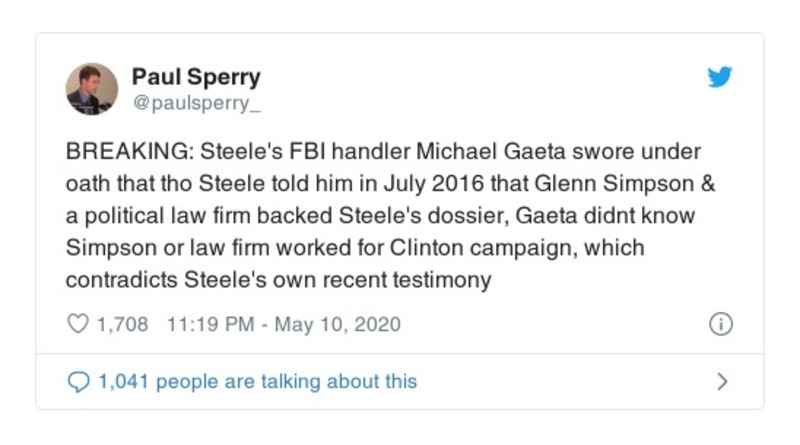 Paul Sperry
@paulsperry_
BREAKING: Steele's FBI handler Michael Gaeta swore under
oath that tho Steele told him in July 2016 that Glenn Simpson &
a political law firm backed Steele's dossier, Gaeta didnt know
Simpson or law firm worked for Clinton campaign, which
contradicts Steele's own recent testimony
1,708 11:19 PM - May 10, 2020
1,041 people are talking about this